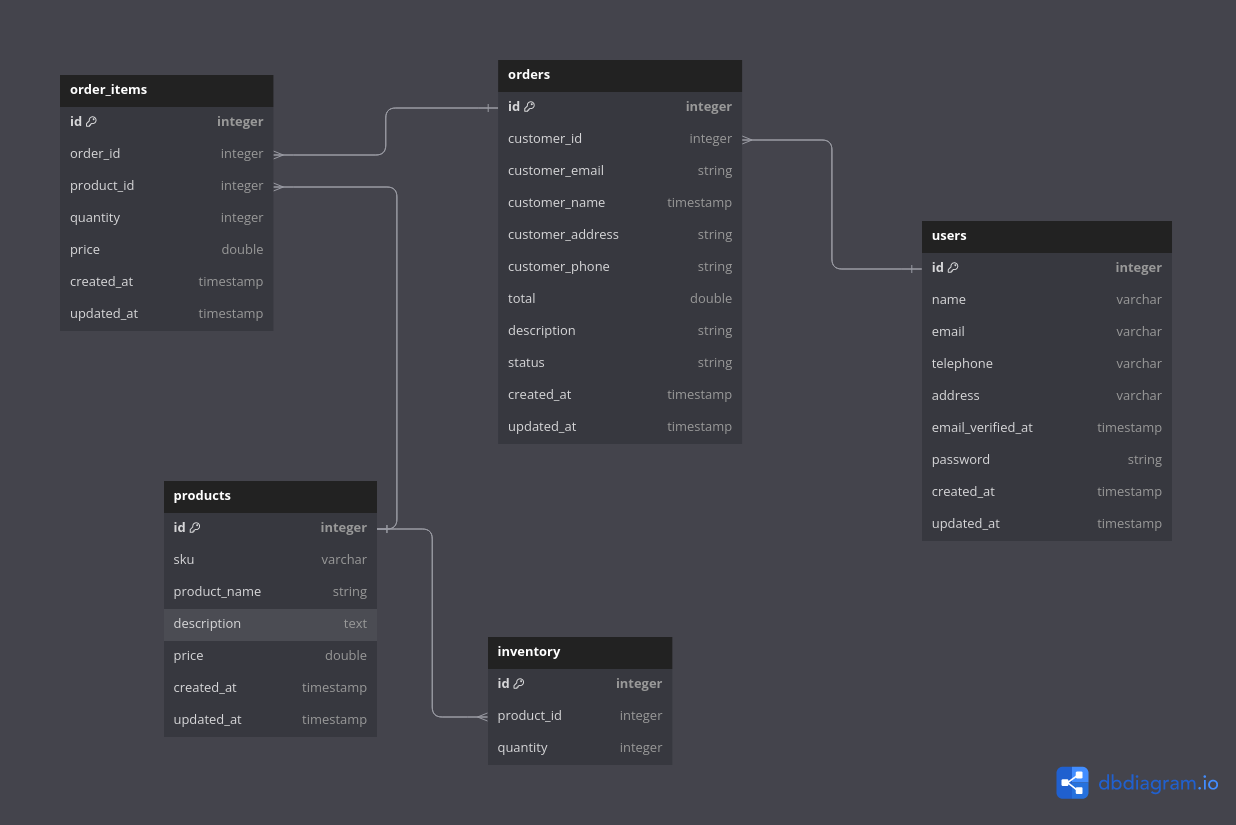 order_items
id integer
order_id integer
product_id integer
quantity integer
price double
created_at timestamp
updated_at timestamp
orders
id integer
customer_id integer
customer_email string
customer_name timestamp
customer_address string
customer_phone string
total double
description string
status string
created_at timestamp
updated_at timestamp
users
id integer
name varchar
email varchar
telephone varchar
address varchar
email_verified_at timestamp
password string
created_at timestamp
updated_at timestamp
products
id integer
sku varchar
product_name string
description text
price double
created_at timestamp
updated_at timestamp
inventory
id integer
product_id integer
quantity integer
dbdiagram.io